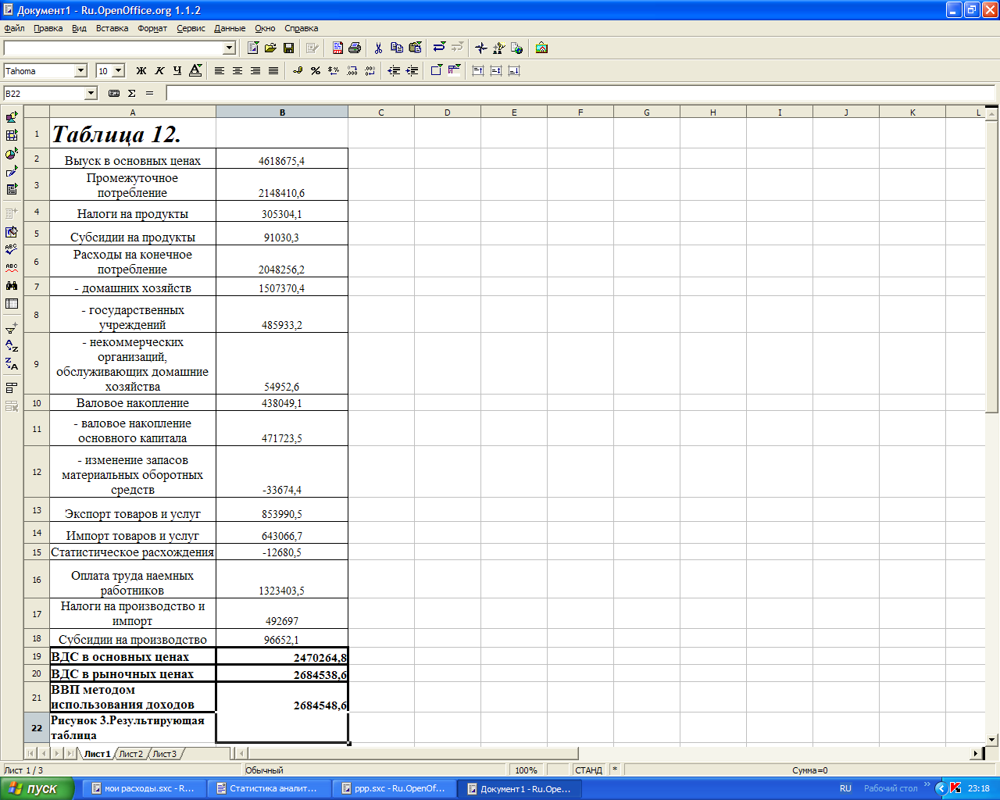 Документ1 - Ru.OpenOffice.org 1.1.2
Файл Правка Вид Вставка Формат Сервис Данные Окно Справка
Tahoma 10 Ж К Ч А
B22 Σ =
A B C D E F G H I J K L
1 Таблица 12.
2 Выуск в основных ценах 4618675,4
3 Промежуточное
потребление 2148410,6
4 Налоги на продукты 305304,1
5 Субсидии на продукты 91030,3
6 Расходы на конечное
потребление 2048256,2
7 - домашних хозяйств 1507370,4
8 - государственных
учреждений 485933,2
9 - некоммерческих
организаций,
обслуживающих домашние
хозяйства 54952,6
10 Валовое накопление 438049,1
11 - валовое накопление
основного капитала 471723,5
12 - изменение запасов
материальных оборотных
средств -33674,4
13 Экспорт товаров и услуг 853990,5
14 Импорт товаров и услуг 643066,7
15 Статистическое расхождения -12680,5
16 Оплата труда наемных
работников 1323403,5
17 Налоги на производство и
импорт 492697
18 Субсидии на производство 96652,1
19 ВДС в основных ценах 2470264,8
20 ВДС в рыночных ценах 2684538,6
21 ВВП методом
использования доходов 2684548,6
22 Рисунок 3.Результирующая
таблица
Лист1 Лист2 Лист3
Лист 1 / 3 Обычный 100% СТАНД * Сумма=0
пуск мои расходы.sxc - R... Статистика аналит... ppp.sxc - Ru.OpenOf... Документ1 - Ru.Ope... RU Рабочий стол 23:18